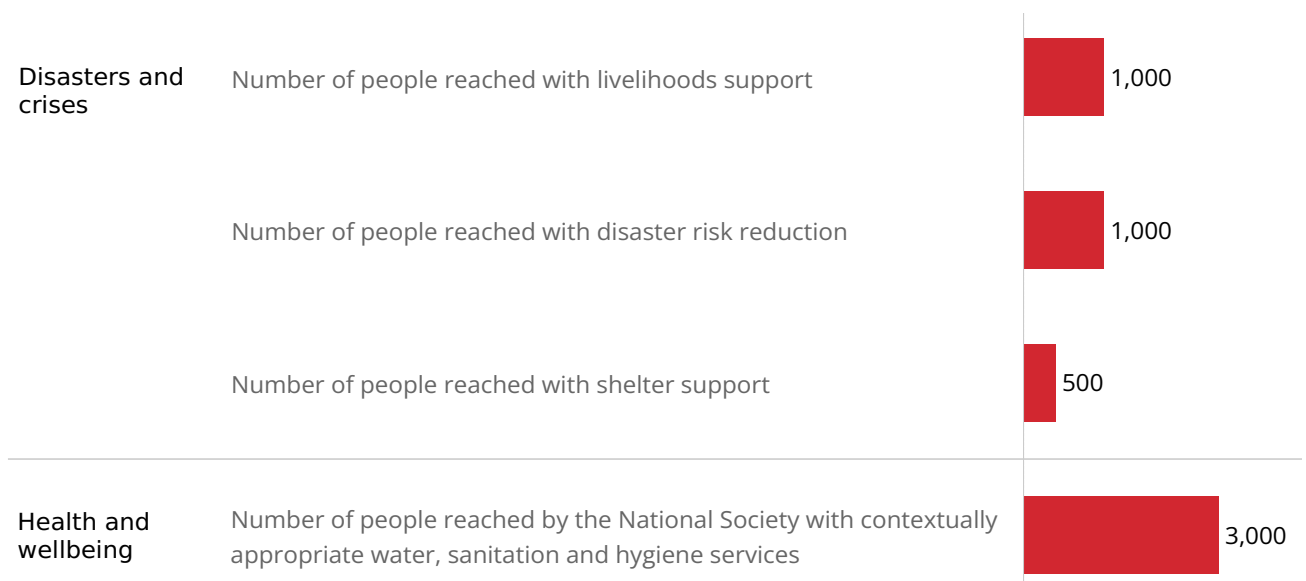 Disasters and
crises
Number of people reached with livelihoods support
1,000
Number of people reached with disaster risk reduction
1,000
Number of people reached with shelter support
500
Health and
wellbeing
Number of people reached by the National Society with contextually
appropriate water, sanitation and hygiene services
3,000